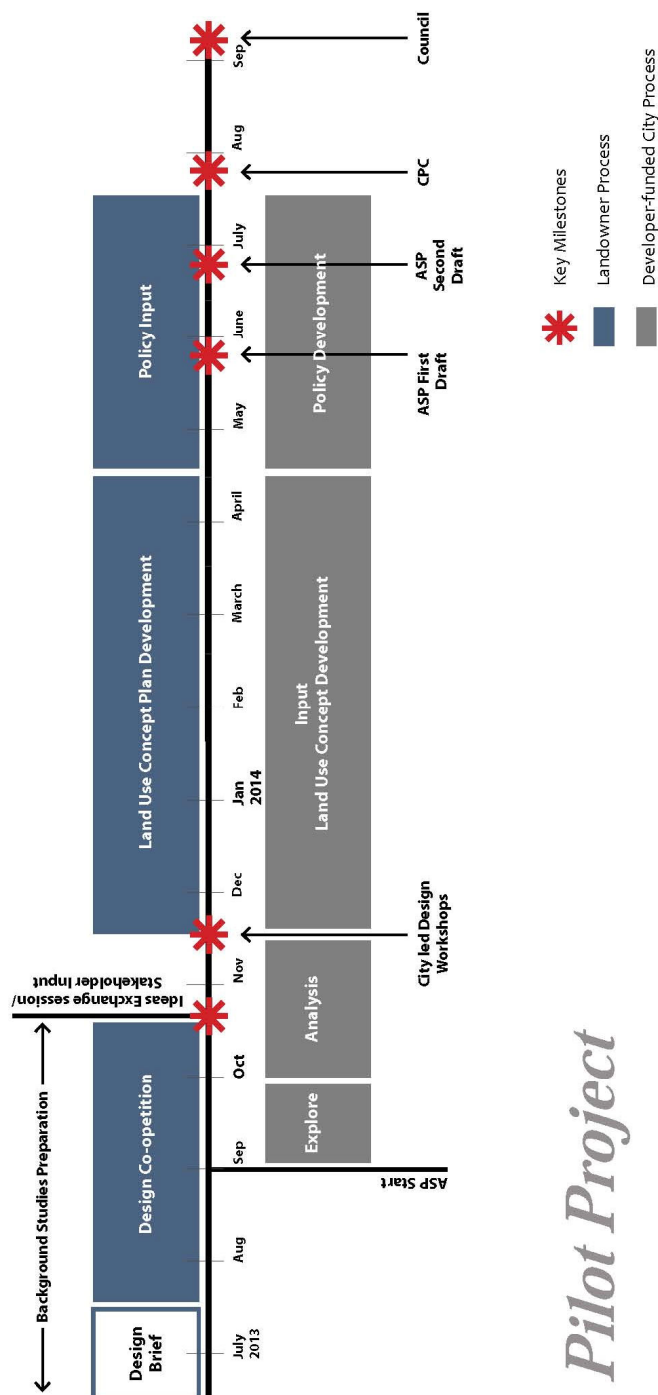 Background Studies Preparation
Ideas Exchange session/
Stakeholder Input
Design
Brief
Design Co-opetition
Land Use Concept Plan Development
Policy Input
July
2013
Aug
Sep
Oct
Nov
Dec
Jan
2014
Feb
March
April
May
June
July
Aug
Sep
Explore
Analysis
Input
Land Use Concept Development
Policy Development
ASP Start
City led Design
Workshops
ASP First
Draft
ASP
Second
Draft
CPC
Council
Pilot Project
Key Milestones
Landowner Process
Developer-funded City Process